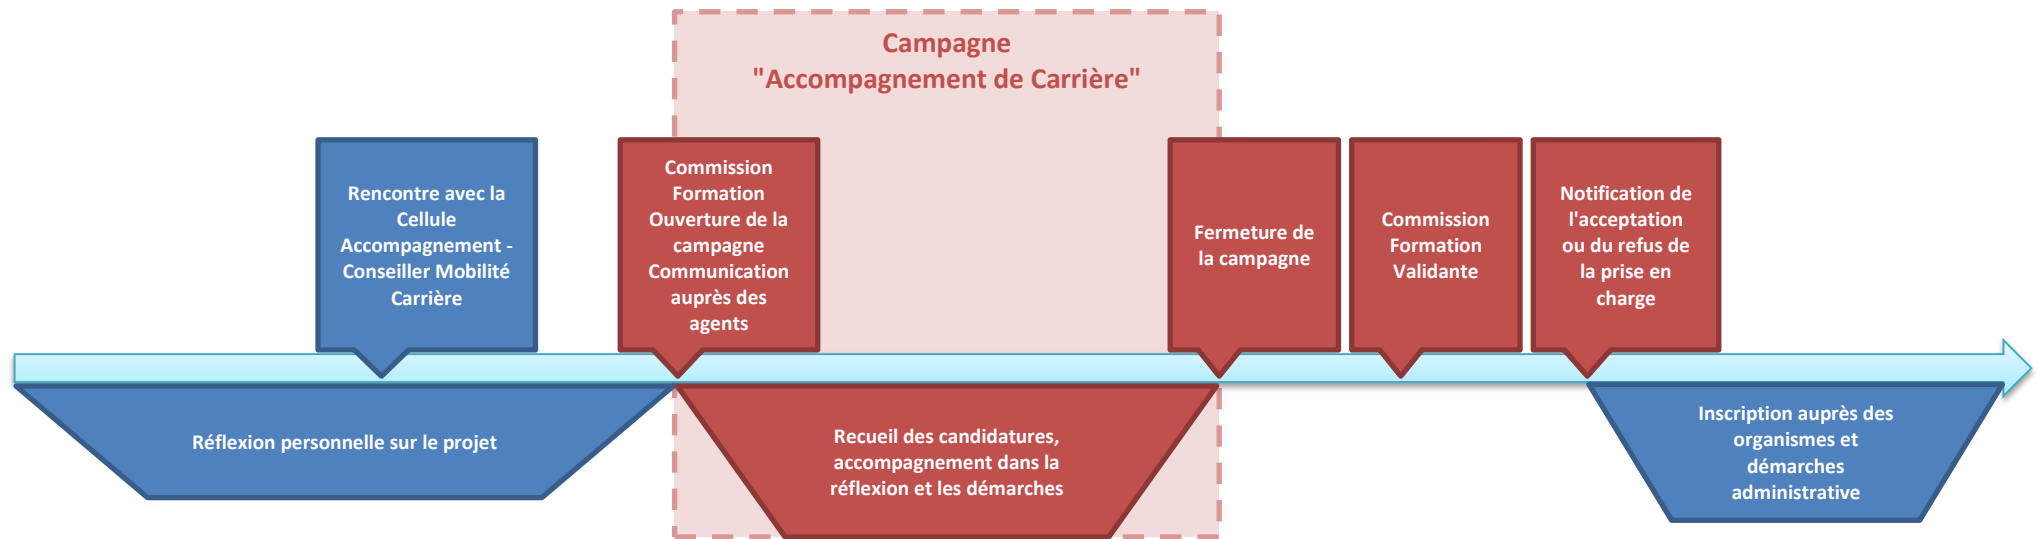 Campagne
"Accompagnement de Carrière"
Rencontre avec la
Cellule
Accompagnement -
Conseiller Mobilité
Carrière
Commission
Formation
Ouverture de la
campagne
Communication
auprès des
agents
Fermeture de
la campagne
Commission
Formation
Validante
Notification de
l'acceptation
ou du refus de
la prise en
charge
Réflexion personnelle sur le projet
Recueil des candidatures,
accompagnement dans la
réflexion et les démarches
Inscription auprès des
organismes et
démarches
administrative